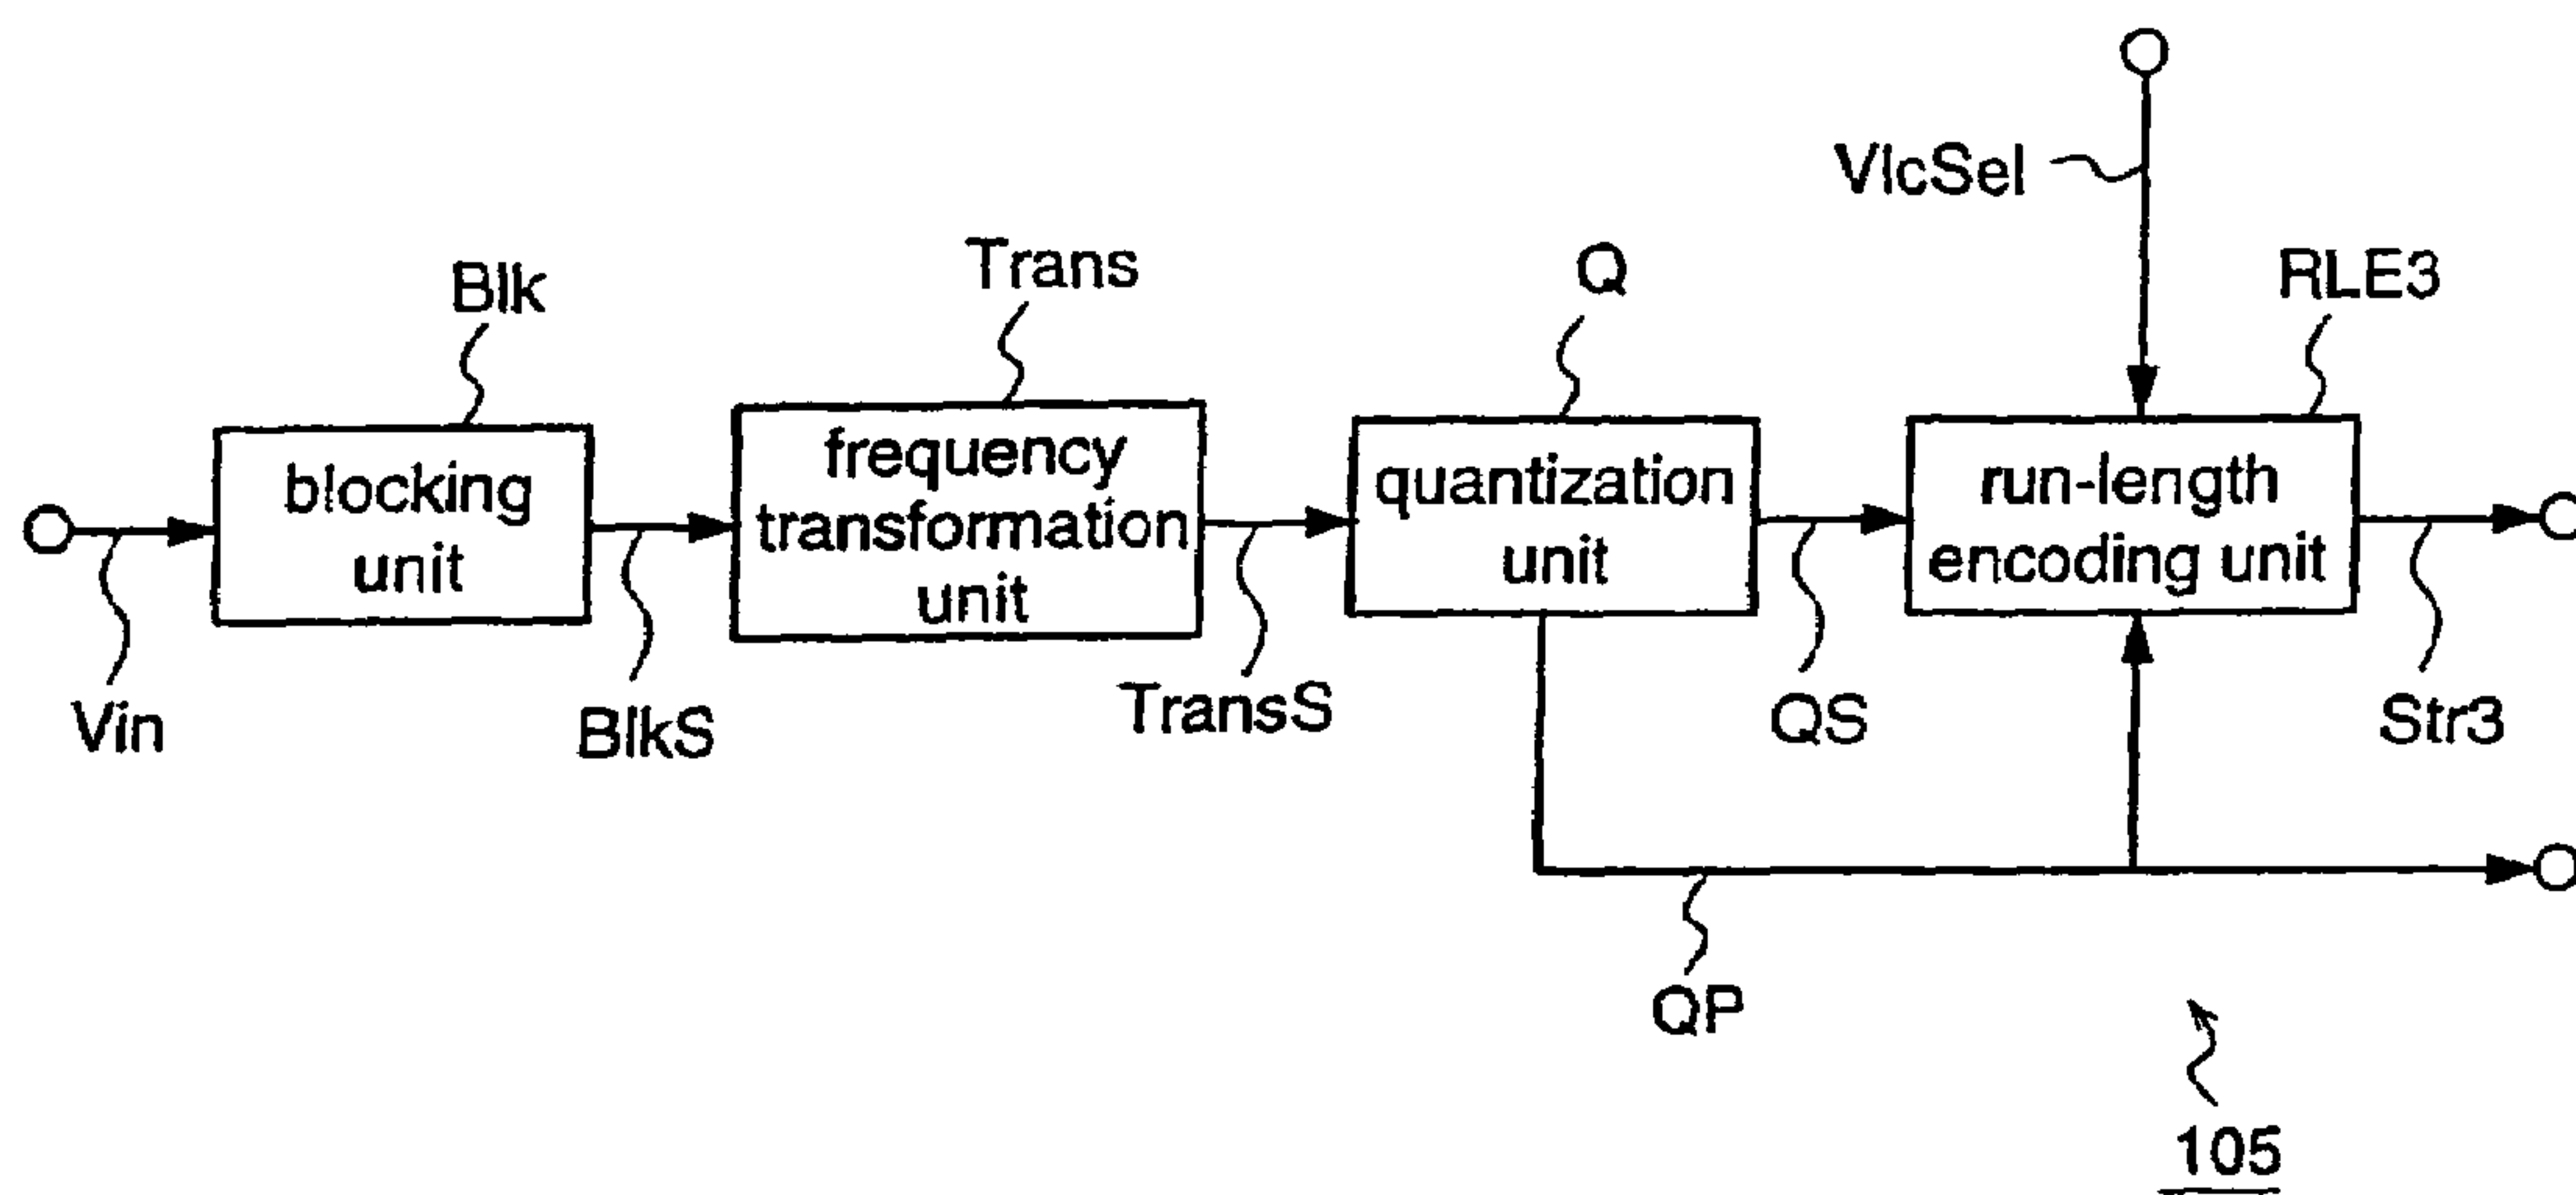 VlcSel
Blk
Trans
Q
RLE3
blocking
unit
frequency
transformation
unit
quantization
unit
run-length
encoding unit
Vin
BlkS
TransS
QS
Str3
QP
105